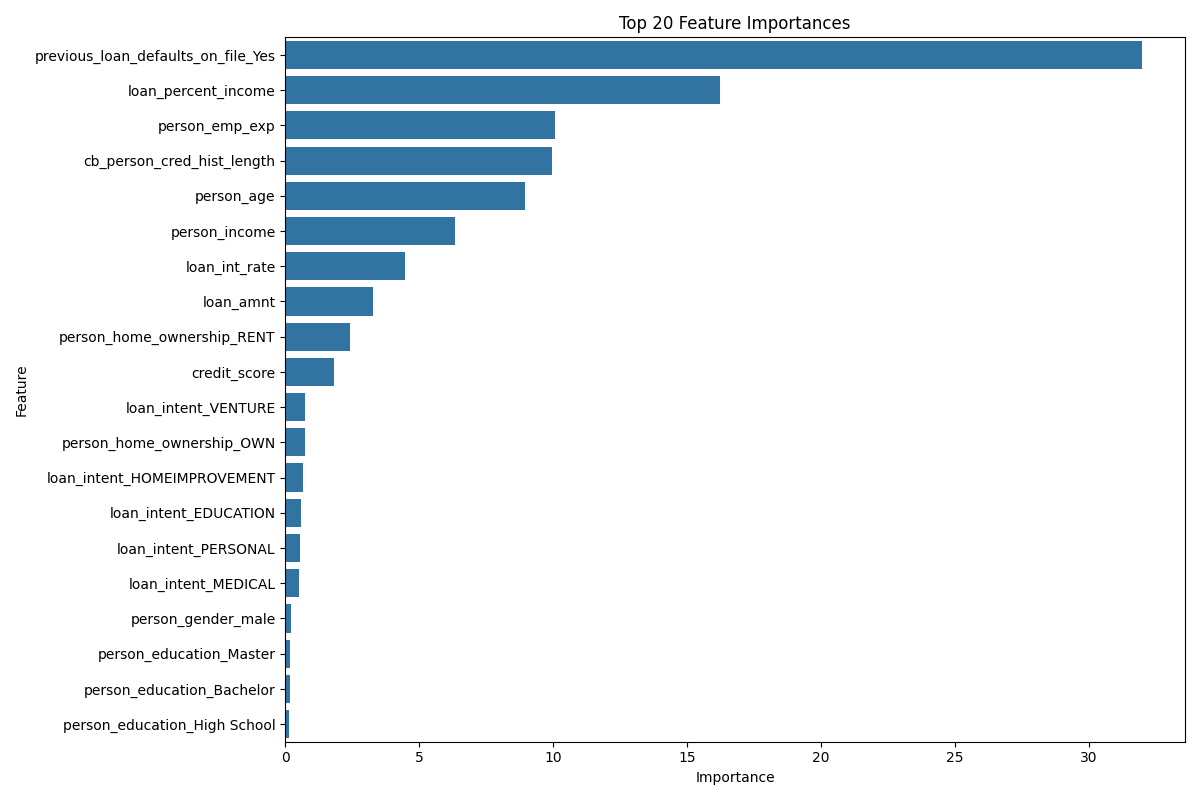 Top 20 Feature Importances
previous_loan_defaults_on_file_Yes
loan_percent_income
person_emp_exp
cb_person_cred_hist_length
person_age
person_income
loan_int_rate
loan_amnt
person_home_ownership_RENT
credit_score
loan_intent_VENTURE
person_home_ownership_OWN
loan_intent_HOMEIMPROVEMENT
loan_intent_EDUCATION
loan_intent_PERSONAL
loan_intent_MEDICAL
person_gender_male
person_education_Master
person_education_Bachelor
person_education_High School
Feature
0 5 10 15 20 25 30
Importance